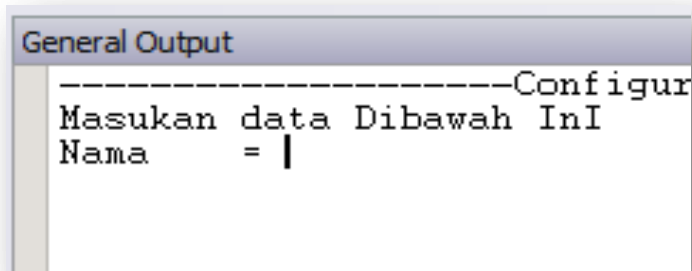 General Output
--------------------Configur
Masukan data Dibawah InI
Nama    =